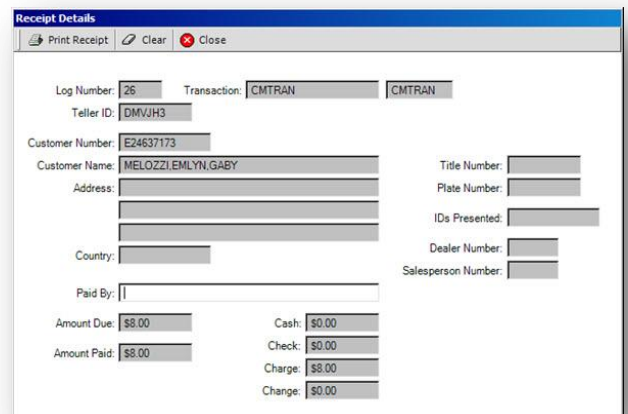 Receipt Details
Print Receipt Clear Close
Log Number: 26 Transaction: CMTRAN CMTRAN
Teller ID: DMVJH3
Customer Number: E24637173
Customer Name: MELOZZI,EMLYN,GABY Title Number:
Address: Plate Number:
IDs Presented:
Country: Dealer Number:
Salesperson Number:
Paid By:
Amount Due: $8.00 Cash: $0.00
Check: $0.00
Amount Paid: $8.00
Charge: $8.00
Change: $0.00